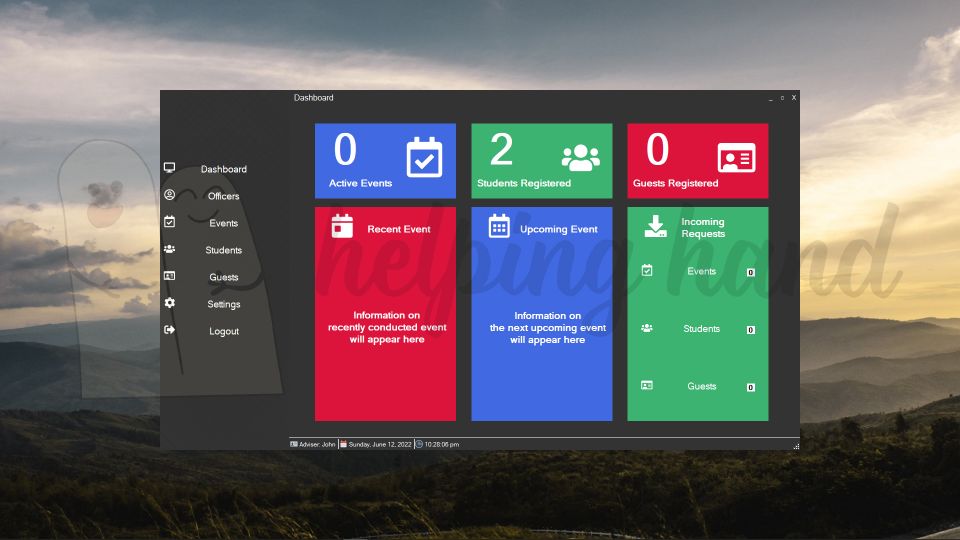 Dashboard
_ □ X
Dashboard
Officers
Events
Students
Guests
Settings
Logout
0
Active Events
2
Students Registered
0
Guests Registered
Recent Event
Information on
recently conducted event
will appear here
Upcoming Event
Information on
the next upcoming event
will appear here
Incoming
Requests
Events 0
Students 0
Guests 0
helping hand
Adviser: John Sunday, June 12, 2022 10:28:06 pm